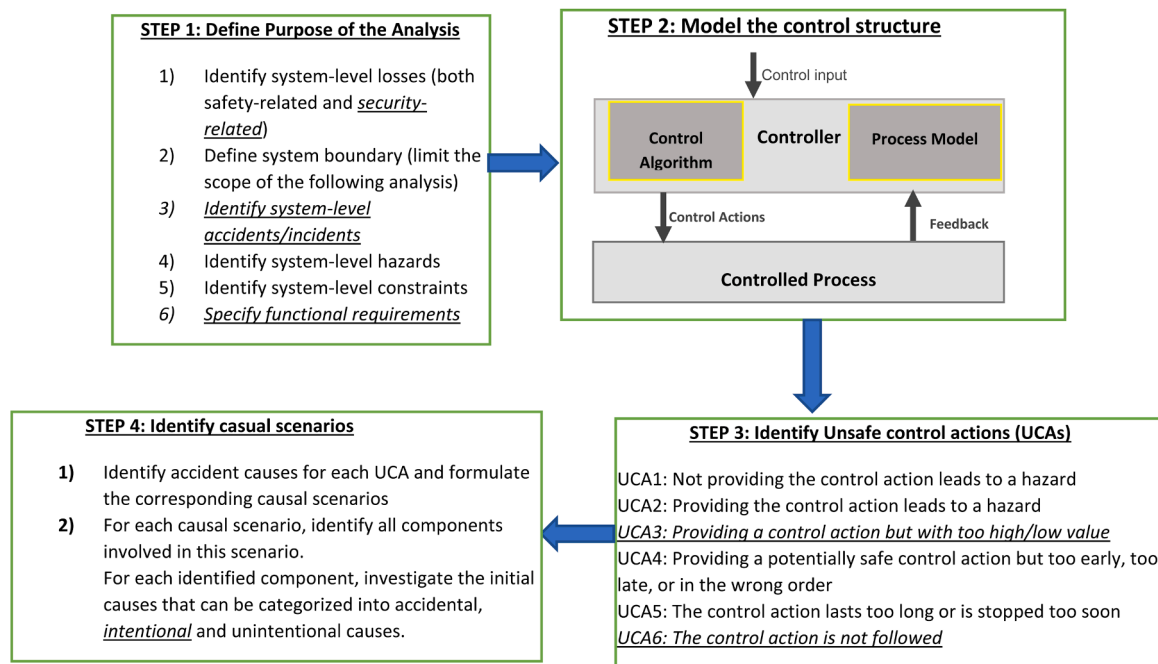 STEP 1: Define Purpose of the Analysis
1) Identify system-level losses (both
safety-related and security-
related)
2) Define system boundary (limit the
scope of the following analysis)
3) Identify system-level
accidents/incidents
4) Identify system-level hazards
5) Identify system-level constraints
6) Specify functional requirements
STEP 2: Model the control structure
Control input
Control
Algorithm
Controller
Process Model
Control Actions
Feedback
Controlled Process
STEP 3: Identify Unsafe control actions (UCAs)
UCA1: Not providing the control action leads to a hazard
UCA2: Providing the control action leads to a hazard
UCA3: Providing a control action but with too high/low value
UCA4: Providing a potentially safe control action but too early, too
late, or in the wrong order
UCA5: The control action lasts too long or is stopped too soon
UCA6: The control action is not followed
STEP 4: Identify casual scenarios
1) Identify accident causes for each UCA and formulate
the corresponding causal scenarios
2) For each causal scenario, identify all components
involved in this scenario.
For each identified component, investigate the initial
causes that can be categorized into accidental,
intentional and unintentional causes.